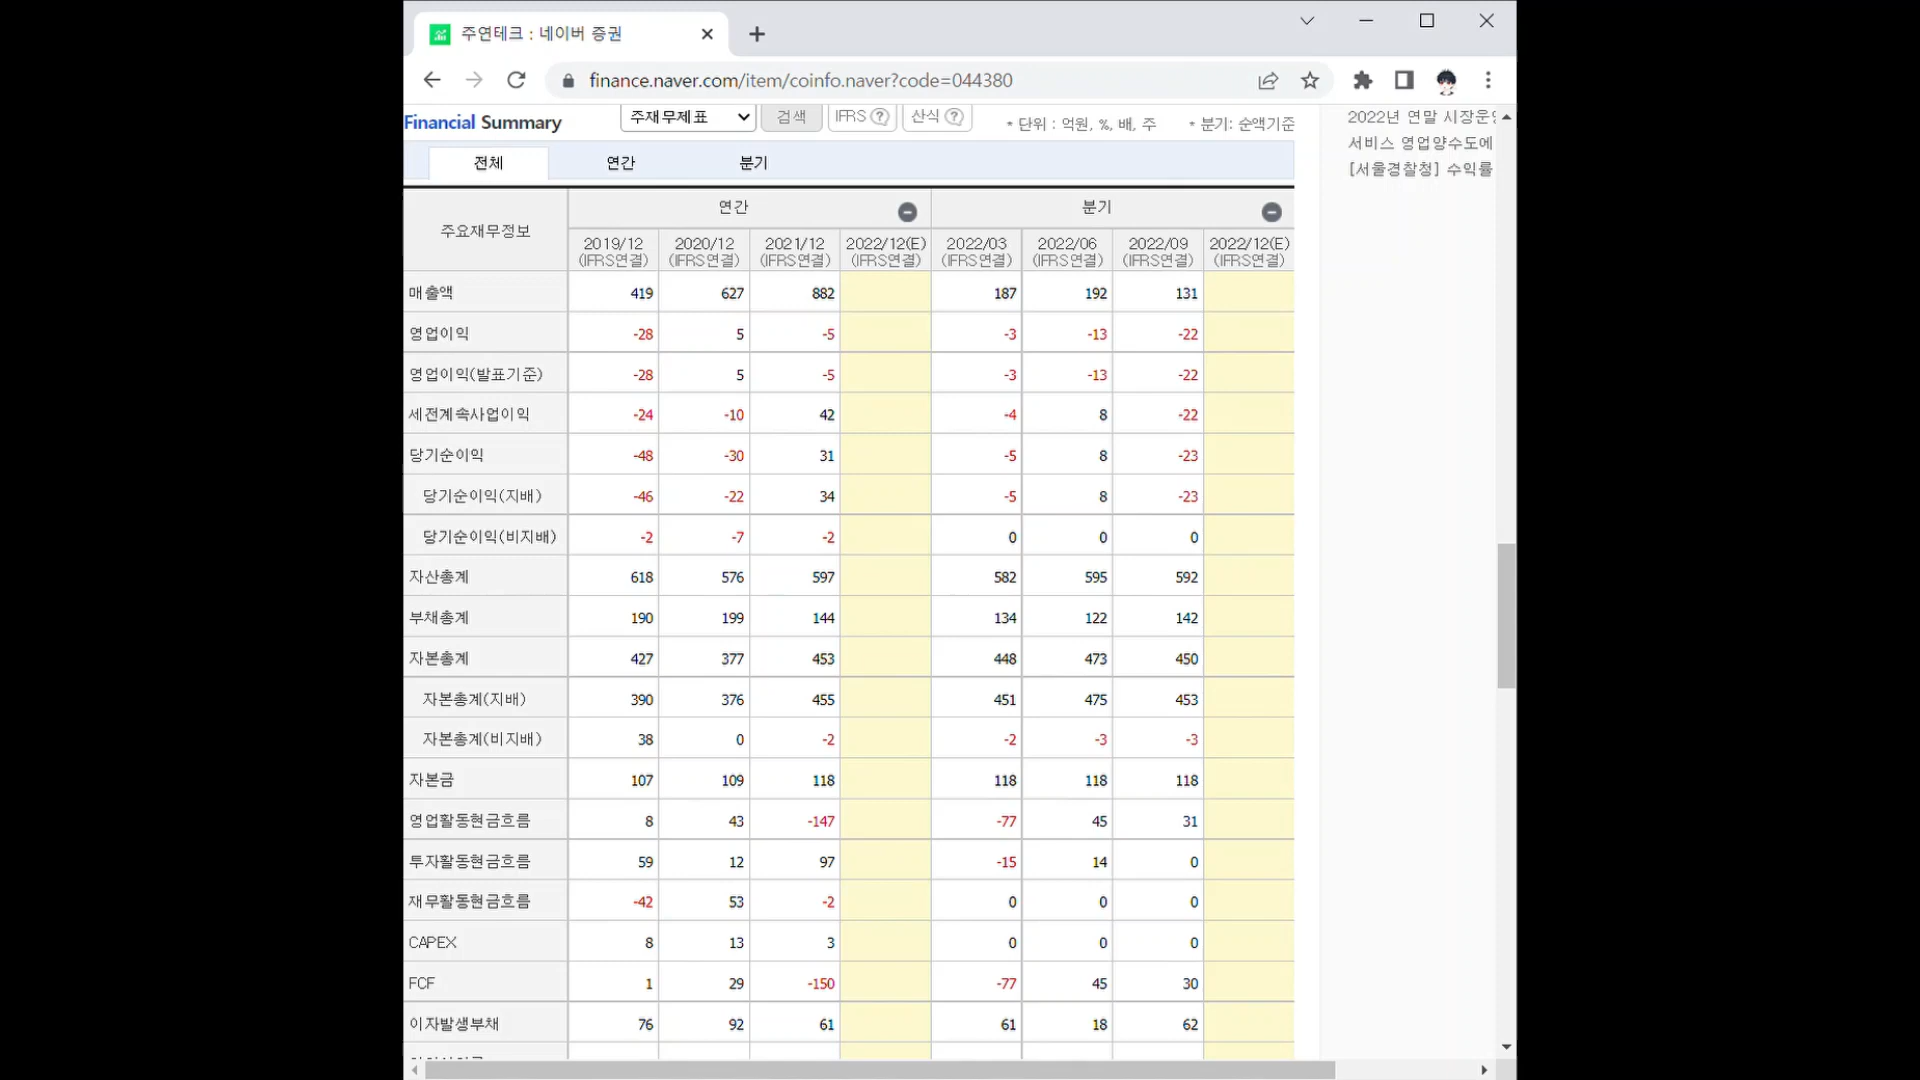 주연테크 : 네이버 증권
finance.naver.com/item/coinfo.naver?code=044380
Financial Summary 주재무제표 검색 IFRS ? 산식 ? * 단위 : 억원, %, 배, 주 * 분기: 순액기준
전체 연간 분기
주요재무정보 연간 분기
2019/12 2020/12 2021/12 2022/12(E) 2022/03 2022/06 2022/09 2022/12(E)
(IFRS연결) (IFRS연결) (IFRS연결) (IFRS연결) (IFRS연결) (IFRS연결) (IFRS연결) (IFRS연결)
매출액 419 627 882 187 192 131
영업이익 -28 5 -5 -3 -13 -22
영업이익(발표기준) -28 5 -5 -3 -13 -22
세전계속사업이익 -24 -10 42 -4 8 -22
당기순이익 -48 -30 31 -5 8 -23
당기순이익(지배) -46 -22 34 -5 8 -23
당기순이익(비지배) -2 -7 -2 0 0 0
자산총계 618 576 597 582 595 592
부채총계 190 199 144 134 122 142
자본총계 427 377 453 448 473 450
자본총계(지배) 390 376 455 451 475 453
자본총계(비지배) 38 0 -2 -2 -3 -3
자본금 107 109 118 118 118 118
영업활동현금흐름 8 43 -147 -77 45 31
투자활동현금흐름 59 12 97 -15 14 0
재무활동현금흐름 -42 53 -2 0 0 0
CAPEX 8 13 3 0 0 0
FCF 1 29 -150 -77 45 30
이자발생부채 76 92 61 61 18 62
2022년 연말 시장운영
서비스 영업양수도에
[서울경찰청] 수익률